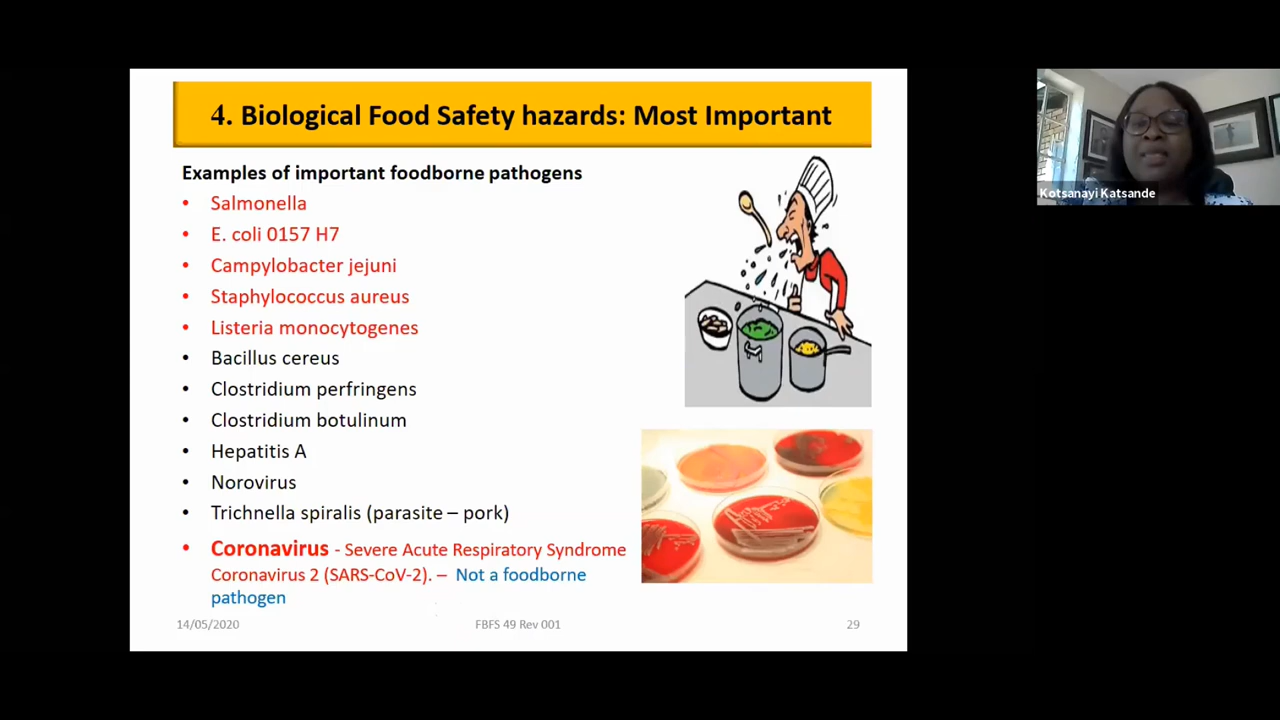 4. Biological Food Safety hazards: Most Important
Examples of important foodborne pathogens
• Salmonella
• E. coli 0157 H7
• Campylobacter jejuni
• Staphylococcus aureus
• Listeria monocytogenes
• Bacillus cereus
• Clostridium perfringens
• Clostridium botulinum
• Hepatitis A
• Norovirus
• Trichnella spiralis (parasite – pork)
• Coronavirus - Severe Acute Respiratory Syndrome
Coronavirus 2 (SARS-CoV-2). – Not a foodborne
pathogen
14/05/2020 FBFS 49 Rev 001 29
Kotsanayi Katsande